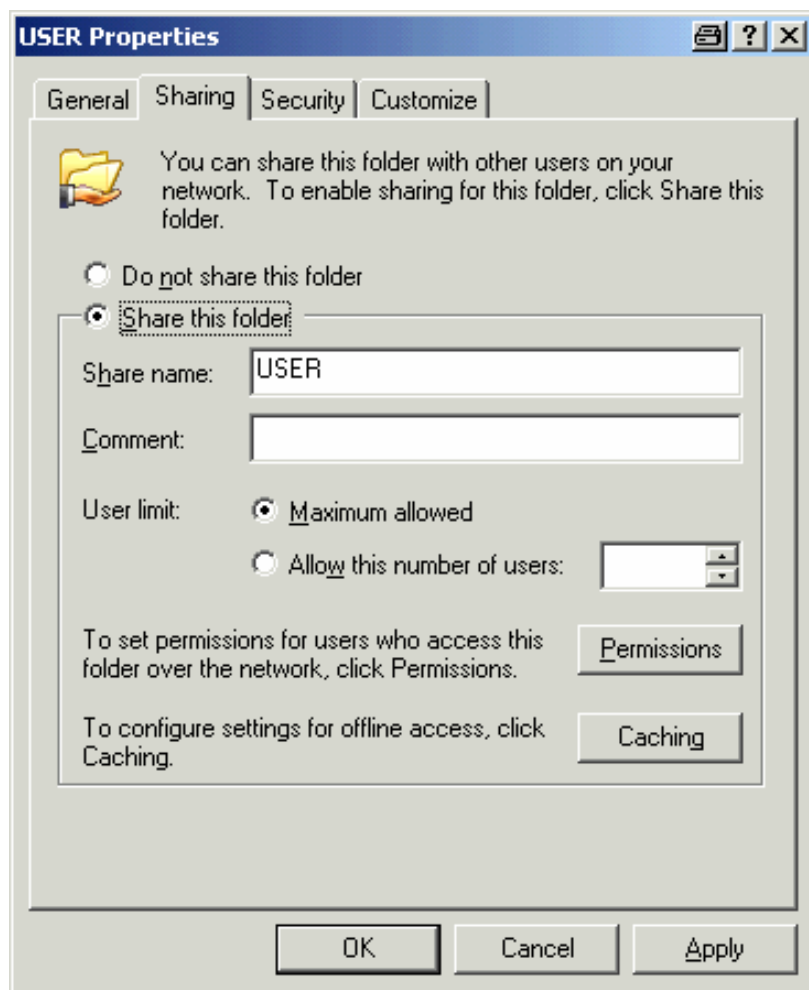 USER Properties
General Sharing Security Customize
You can share this folder with other users on your
network. To enable sharing for this folder, click Share this
folder.
Do not share this folder
Share this folder
Share name: USER
Comment:
User limit: Maximum allowed
Allow this number of users:
To set permissions for users who access this
folder over the network, click Permissions.
Permissions
To configure settings for offline access, click
Caching.
Caching
OK Cancel Apply